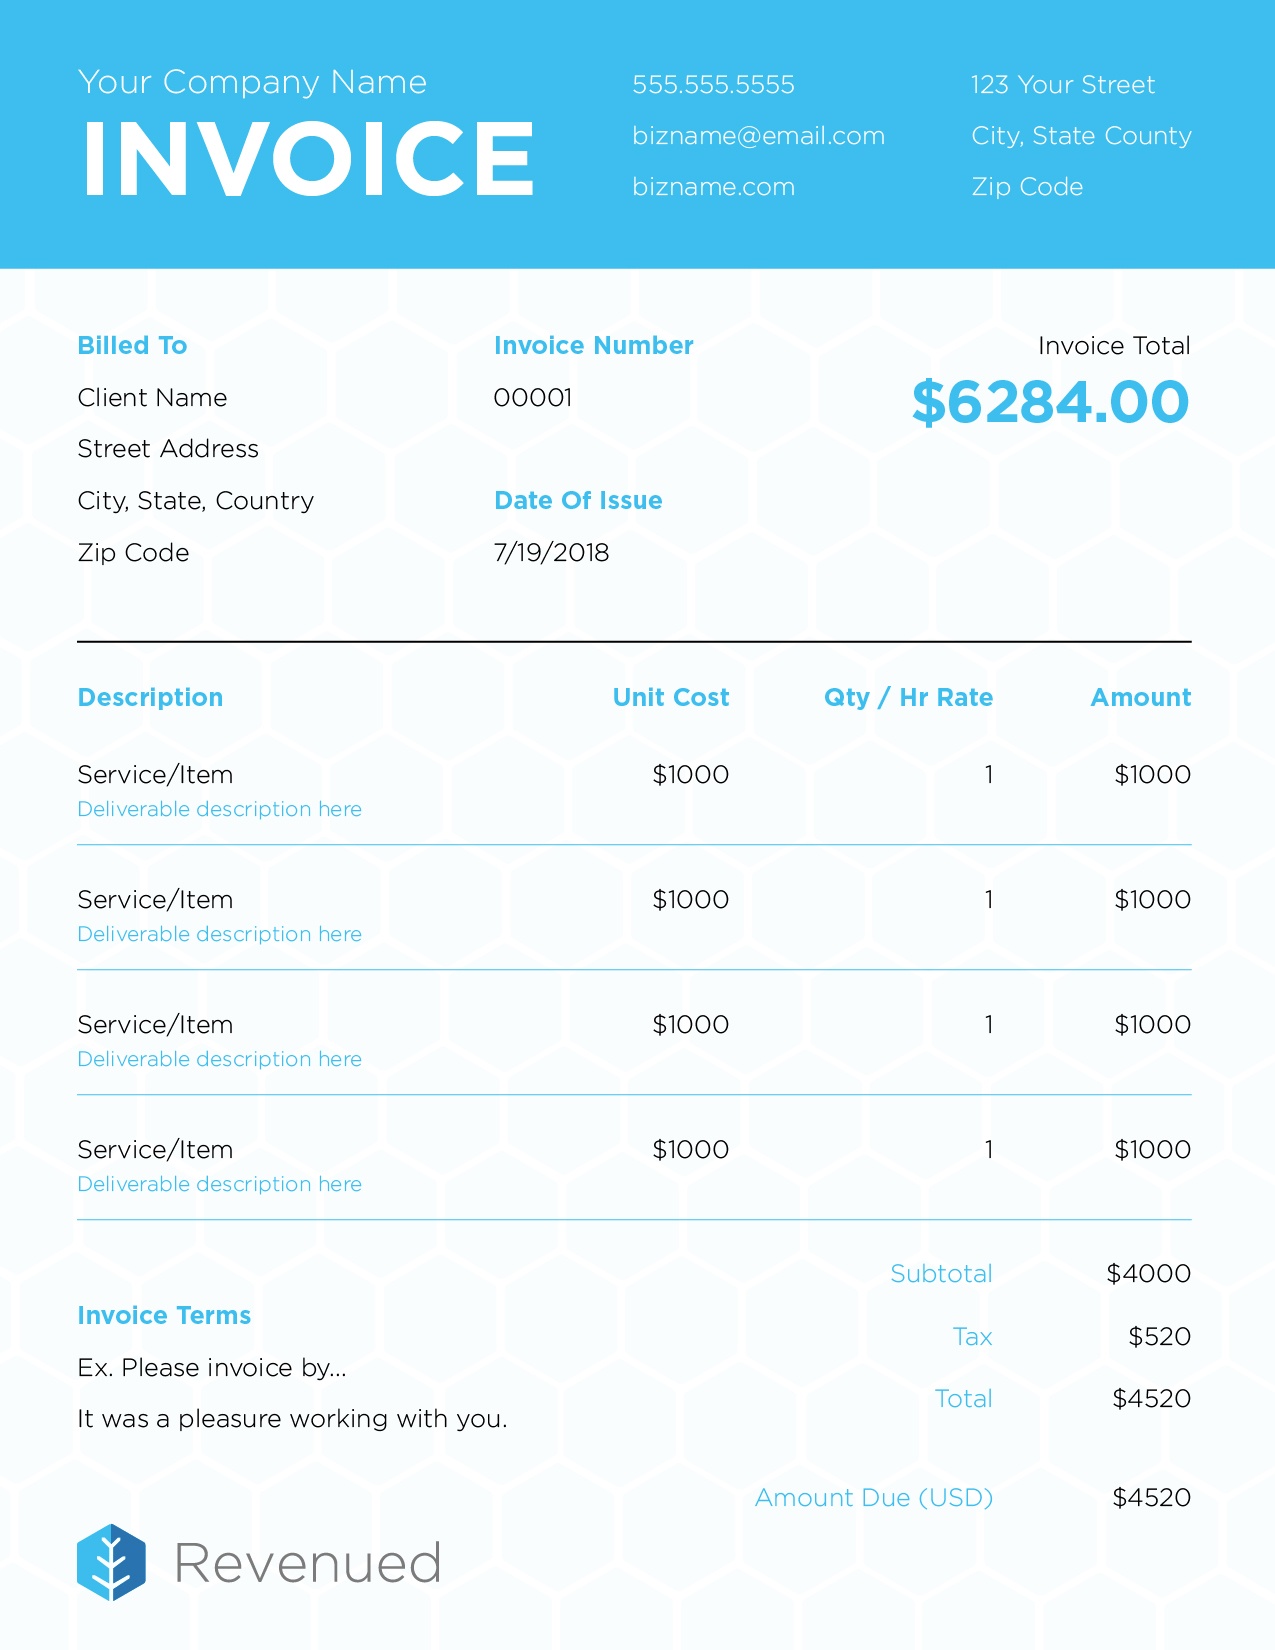 Your Company Name
INVOICE
555.555.5555
bizname@email.com
bizname.com
123 Your Street
City, State County
Zip Code
Billed To
Client Name
Street Address
City, State, Country
Zip Code
Invoice Number
00001
Date Of Issue
7/19/2018
Invoice Total
$6284.00
Description Unit Cost Qty / Hr Rate Amount
Service/Item $1000 1 $1000
Deliverable description here
Service/Item $1000 1 $1000
Deliverable description here
Service/Item $1000 1 $1000
Deliverable description here
Service/Item $1000 1 $1000
Deliverable description here
Subtotal $4000
Tax $520
Total $4520
Amount Due (USD) $4520
Invoice Terms
Ex. Please invoice by...
It was a pleasure working with you.
Revenued